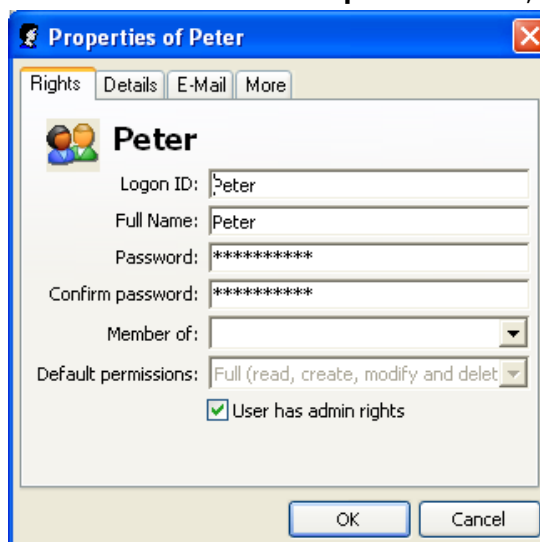 Properties of Peter
Rights Details E-Mail More
Peter
Logon ID: Peter
Full Name: Peter
Password: **********
Confirm password: **********
Member of:
Default permissions: Full (read, create, modify and delet
User has admin rights
OK Cancel